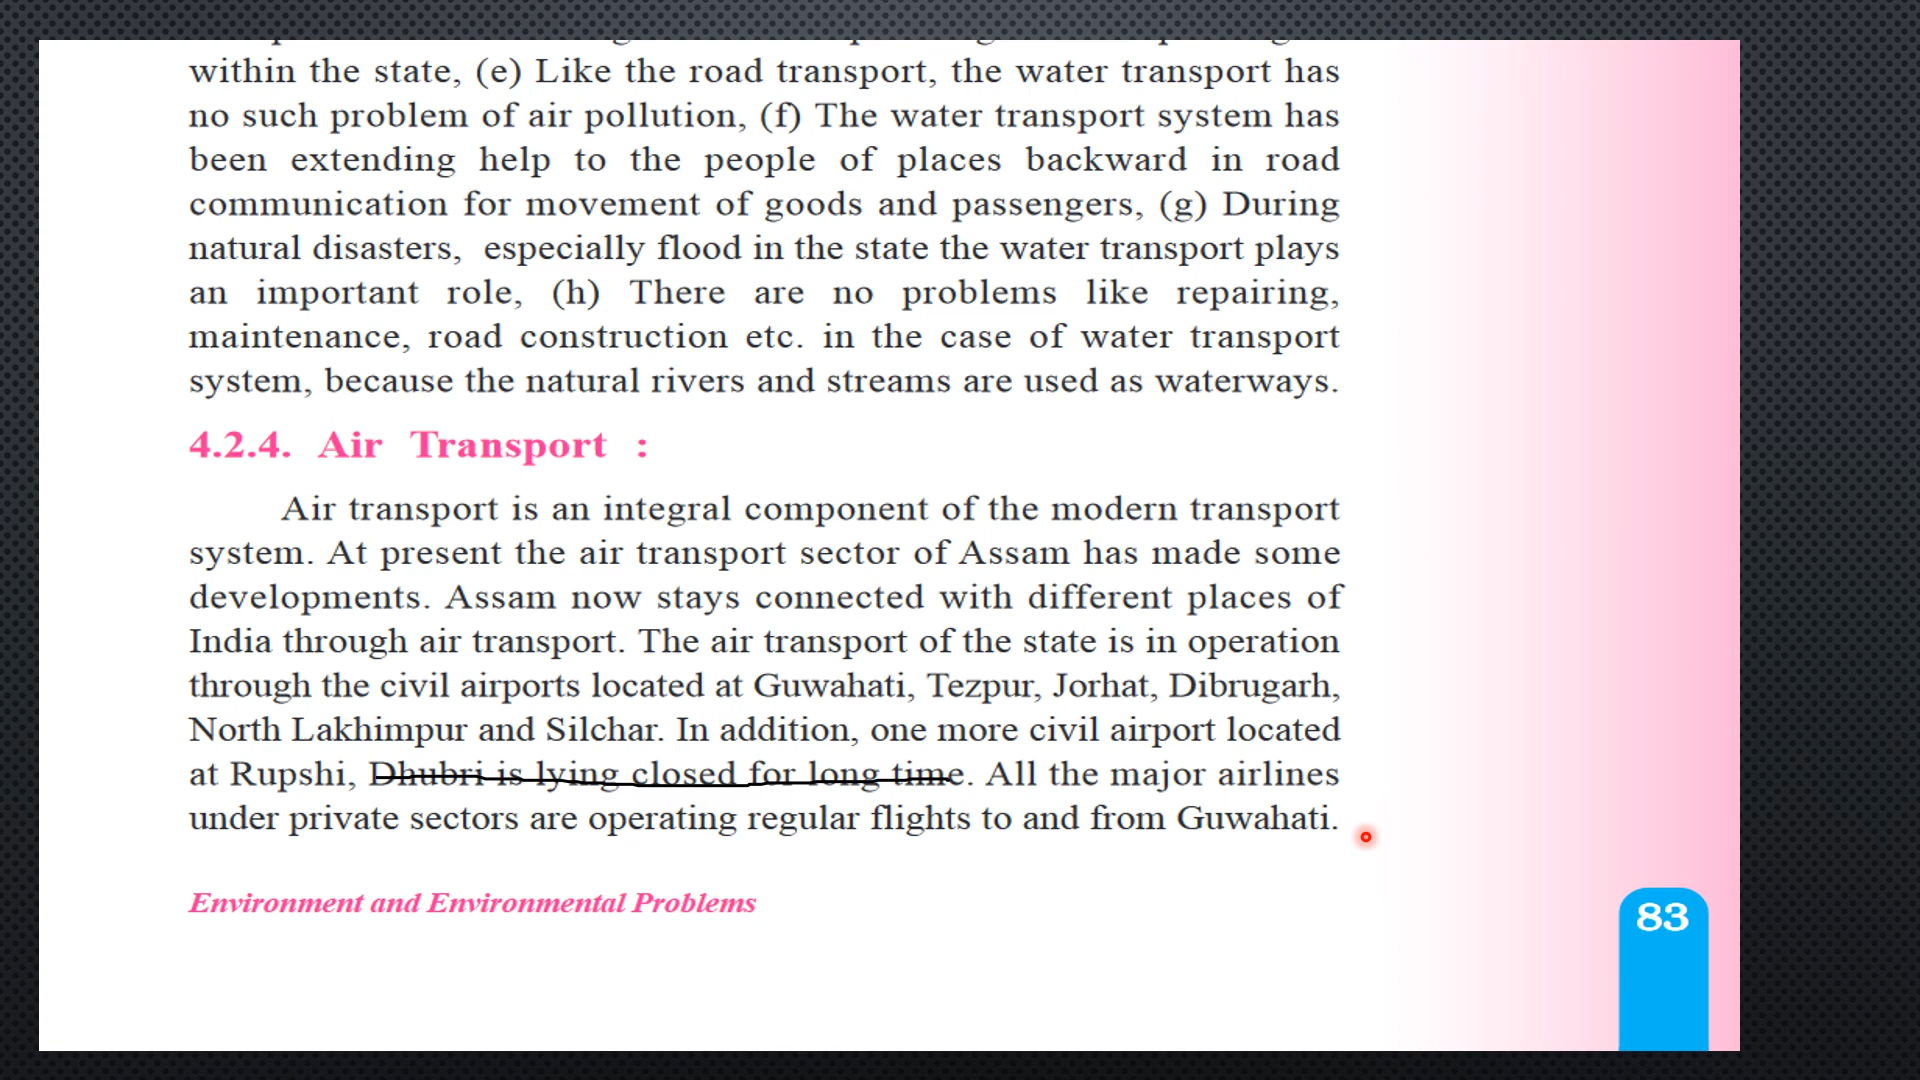 within the state, (e) Like the road transport, the water transport has
no such problem of air pollution, (f) The water transport system has
been extending help to the people of places backward in road
communication for movement of goods and passengers, (g) During
natural disasters, especially flood in the state the water transport plays
an important role, (h) There are no problems like repairing,
maintenance, road construction etc. in the case of water transport
system, because the natural rivers and streams are used as waterways.
4.2.4. Air Transport :
Air transport is an integral component of the modern transport
system. At present the air transport sector of Assam has made some
developments. Assam now stays connected with different places of
India through air transport. The air transport of the state is in operation
through the civil airports located at Guwahati, Tezpur, Jorhat, Dibrugarh,
North Lakhimpur and Silchar. In addition, one more civil airport located
at Rupshi, Dhubri is lying closed for long time. All the major airlines
under private sectors are operating regular flights to and from Guwahati.
Environment and Environmental Problems
83